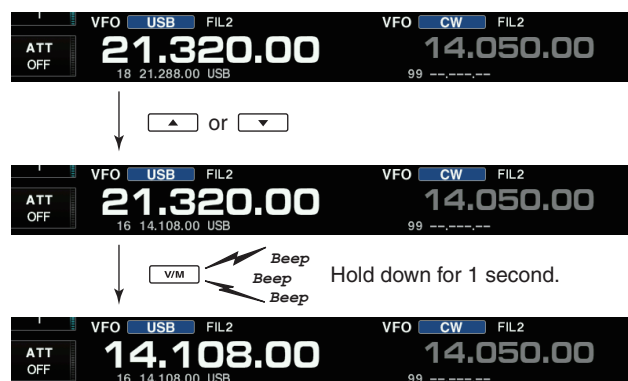 VFO USB FIL2 VFO CW FIL2
ATT
OFF
21.320.00 14.050.00
18 21.288.00 USB 99 --.---.--
▲ or ▼
VFO USB FIL2 VFO CW FIL2
ATT
OFF
21.320.00 14.050.00
16 14.108.00 USB 99 --.---.--
V/M
Beep
Beep
Beep
Hold down for 1 second.
VFO USB FIL2 VFO CW FIL2
ATT
OFF
14.108.00 14.050.00
16 14.108.00 USB 99 --.---.--